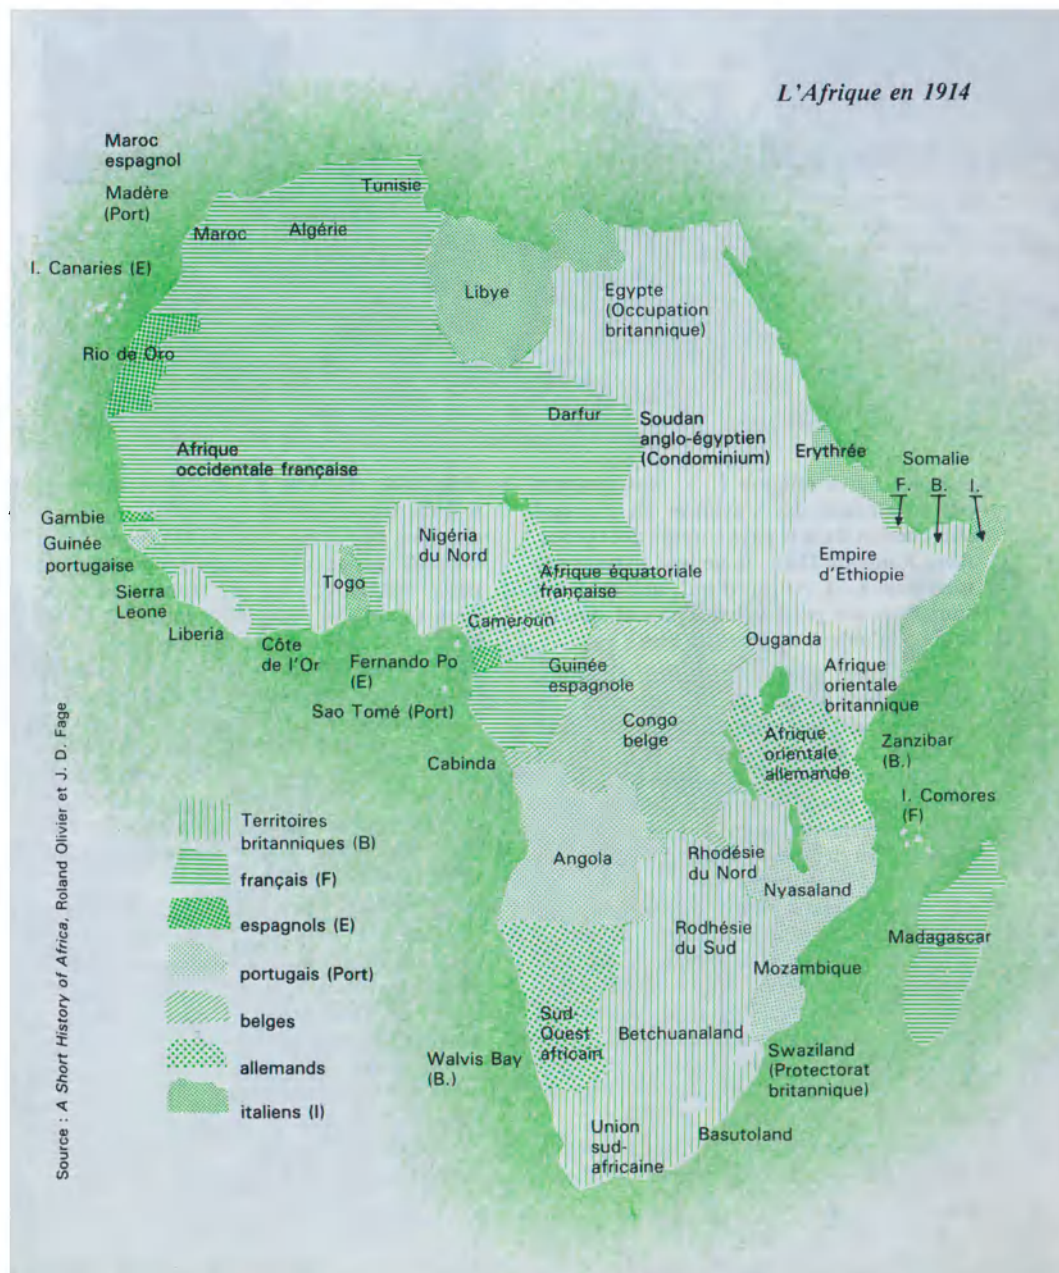 L'Afrique en 1914
Maroc
espagnol
Madère
(Port)
I. Canaries (E)
Tunisie
Maroc
Algérie
Libye
Egypte
(Occupation
britannique)
Rio de Oro
Darfur
Soudan
anglo-égyptien
(Condominium)
Erythrée
Somalie
F.
B.
I.
Afrique
occidentale française
Gambie
Guinée
portugaise
Sierra
Leone
Liberia
Togo
Nigéria
du Nord
Afrique équatoriale
française
Empire
d'Ethiopie
Cameroun
Côte
de l'Or
Fernando Po
(E)
Sao Tomé (Port)
Guinée
espagnole
Ouganda
Afrique
orientale
britannique
Congo
belge
Afrique
orientale
allemande
Zanzibar
(B.)
I. Comores
(F)
Cabinda
Angola
Rhodésie
du Nord
Nyasaland
Rodhésie
du Sud
Mozambique
Madagascar
Sud-
Ouest
africain
Betchuanaland
Walvis Bay
(B.)
Swaziland
(Protectorat
britannique)
Union
sud-
africaine
Basutoland
Territoires
britanniques (B)
français (F)
espagnols (E)
portugais (Port)
belges
allemands
italiens (I)
Source : A Short History of Africa, Roland Olivier et J. D. Fage